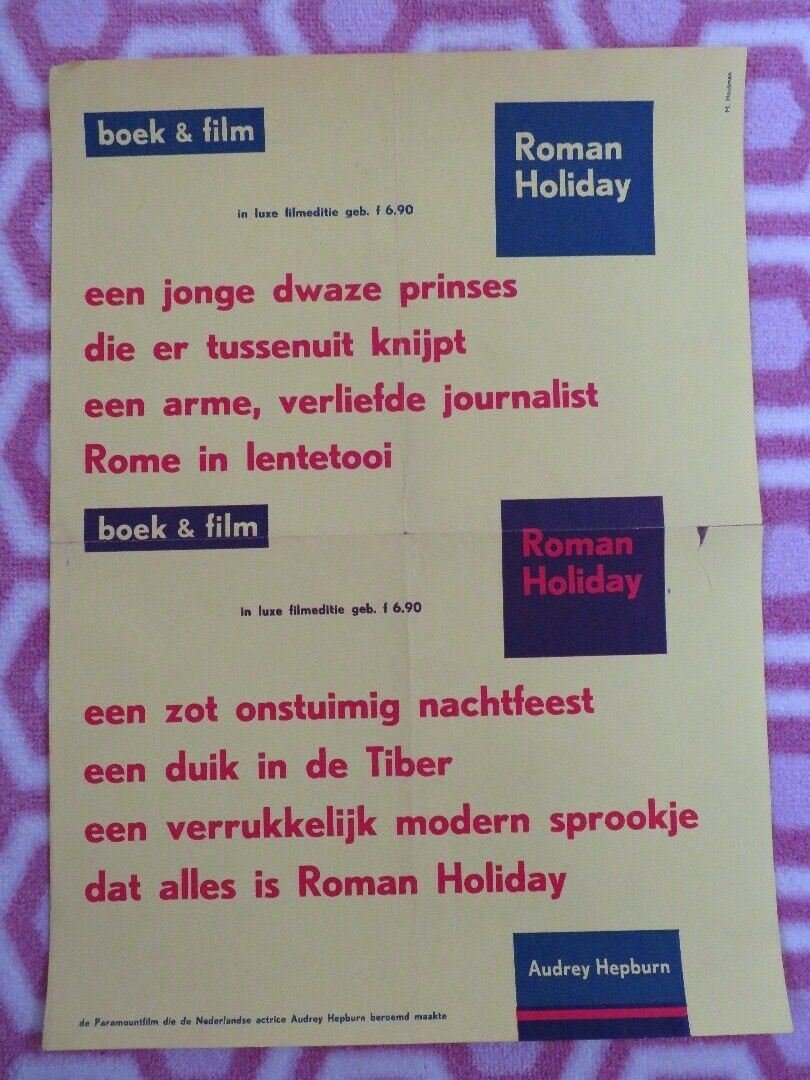 M. Housman
boek & film
Roman
Holiday
in luxe filmeditie geb. f 6.90
een jonge dwaze prinses
die er tussenuit knijpt
een arme, verliefde journalist
Rome in lentetooi
boek & film
Roman
Holiday
in luxe filmeditie geb. f 6.90
een zot onstuimig nachtfeest
een duik in de Tiber
een verrukkelijk modern sprookje
dat alles is Roman Holiday
Audrey Hepburn
de Paramountfilm die de Nederlandse actrice Audrey Hepburn beroemd maakte